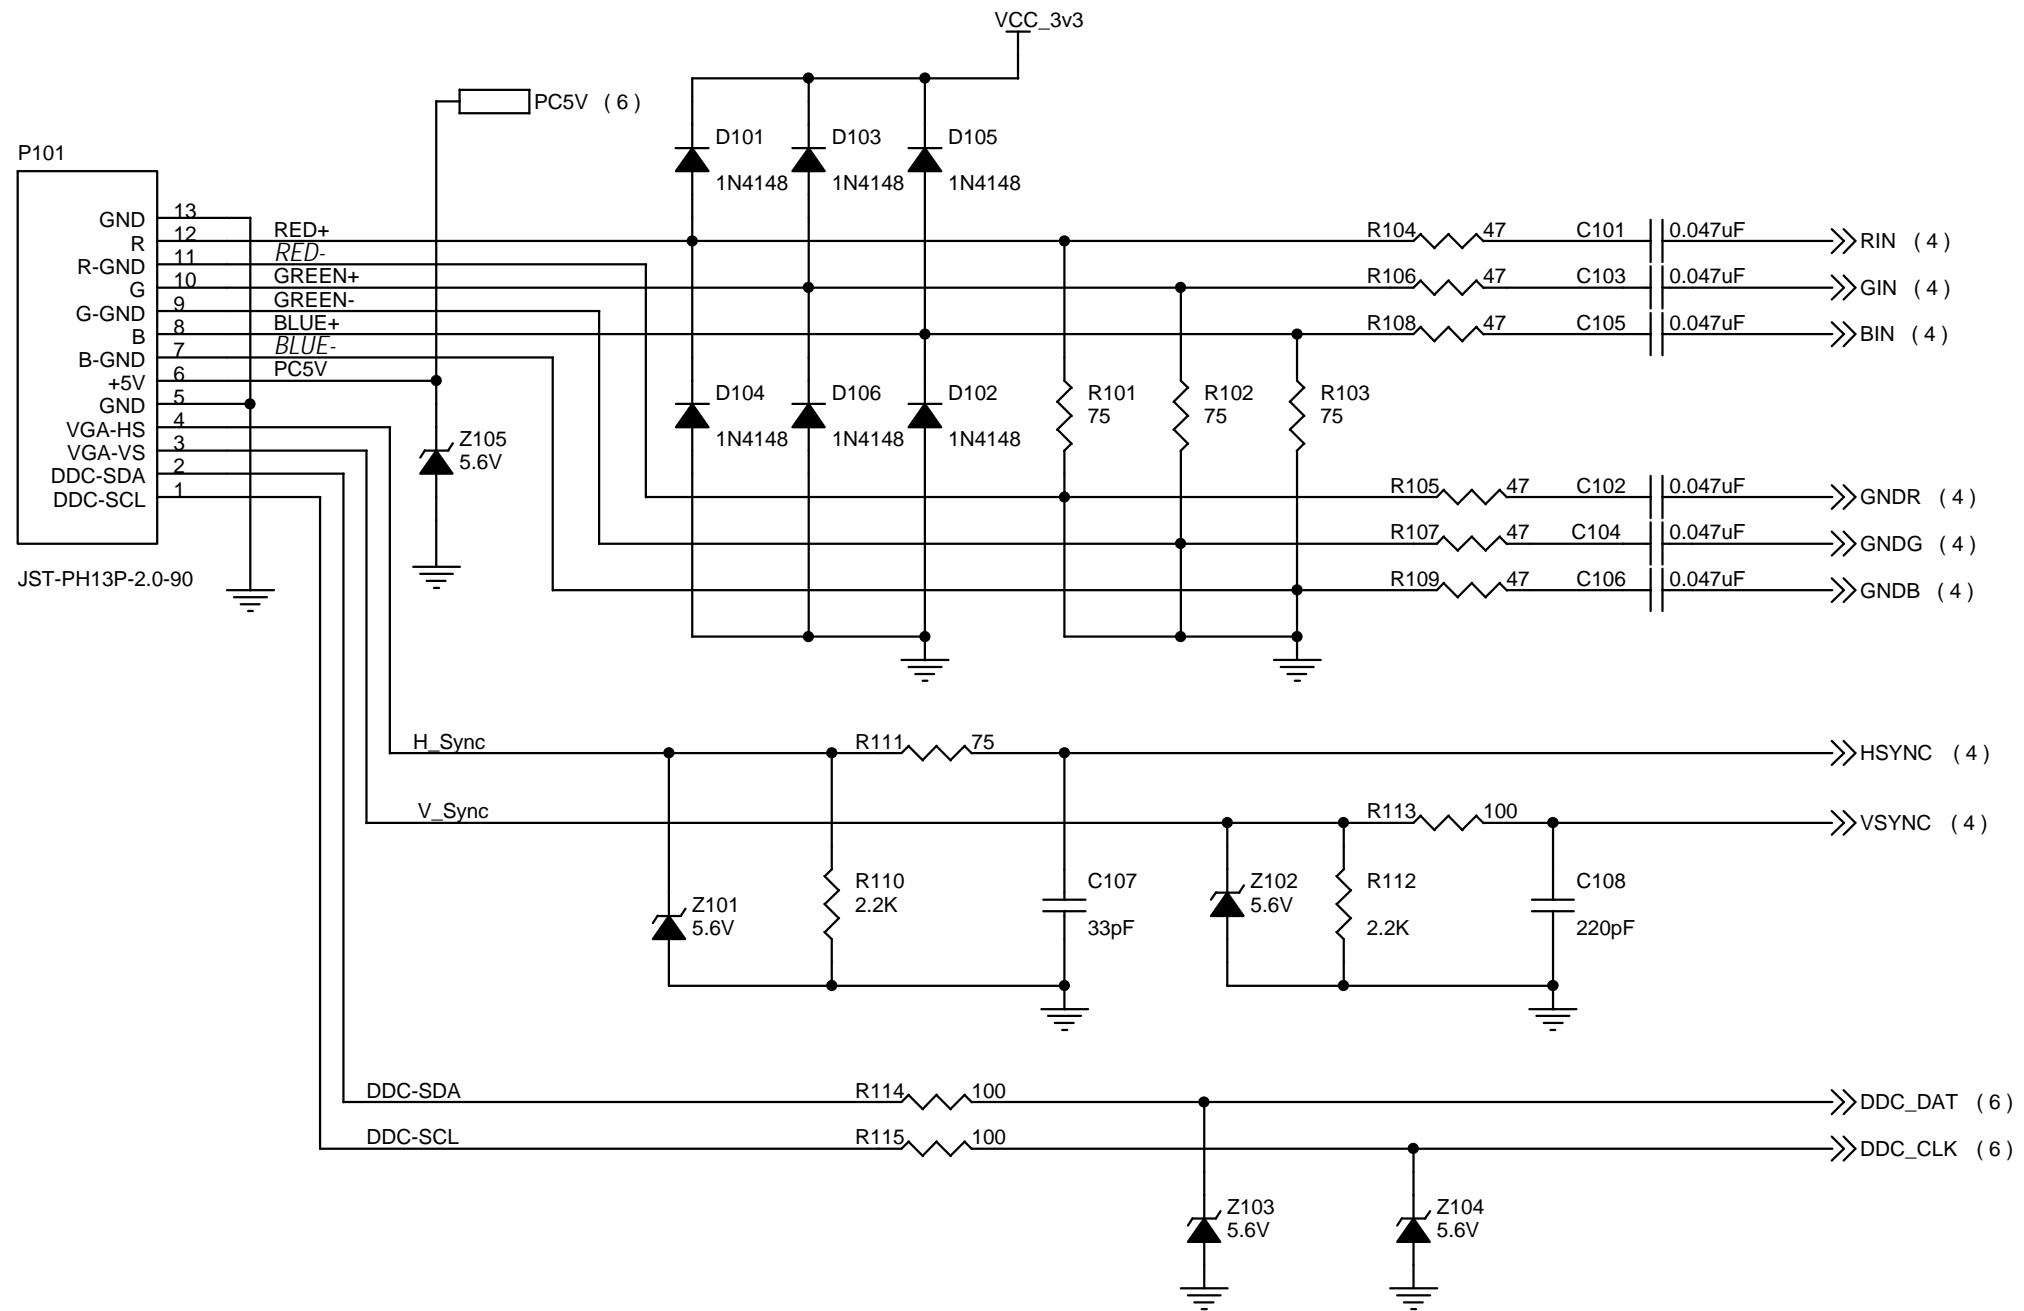 VCC_3v3
PC5V ( 6 )
P101
D101
D103
D105
1N4148
1N4148
1N4148
GND 13
R 12 RED+
R-GND 11 RED-
G 10 GREEN+
G-GND 9 GREEN-
B 8 BLUE+
B-GND 7 BLUE-
+5V 6 PC5V
GND 5
VGA-HS 4
VGA-VS 3
DDC-SDA 2
DDC-SCL 1
JST-PH13P-2.0-90
Z105
5.6V
R104 47 C101 0.047uF RIN ( 4 )
R106 47 C103 0.047uF GIN ( 4 )
R108 47 C105 0.047uF BIN ( 4 )
D104
D106
D102
1N4148
1N4148
1N4148
R101
75
R102
75
R103
75
R105 47 C102 0.047uF GNDR ( 4 )
R107 47 C104 0.047uF GNDG ( 4 )
R109 47 C106 0.047uF GNDB ( 4 )
H_Sync R111 75 HSYNC ( 4 )
V_Sync R113 100 VSYNC ( 4 )
Z101
5.6V
R110
2.2K
C107
33pF
Z102
5.6V
R112
2.2K
C108
220pF
DDC-SDA R114 100 DDC_DAT ( 6 )
DDC-SCL R115 100 DDC_CLK ( 6 )
Z103
5.6V
Z104
5.6V